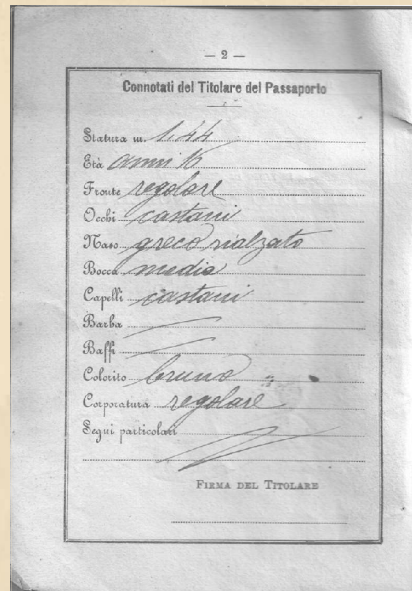 — 2 —
Connotati del Titolare del Passaporto
Statura m. 1.44
Età anni 16
Fronte regolare
Occhi castani
Naso greco rialzato
Bocca media
Capelli castani
Barba
Baffi
Colorito bruno
Corporatura regolare
Segni particolari
FIRMA DEL TITOLARE